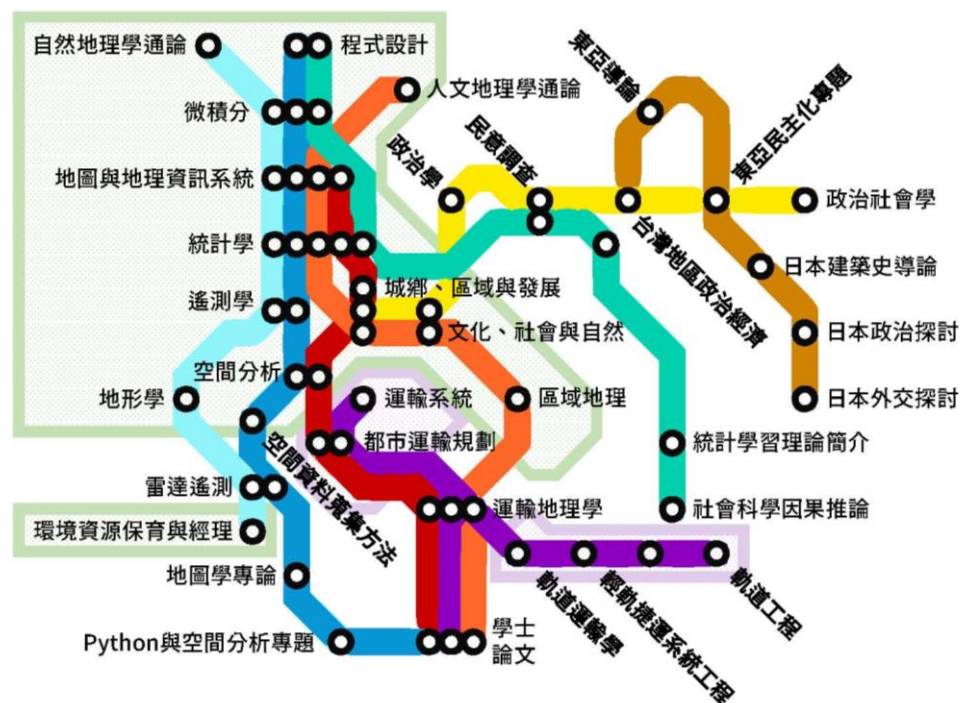 自然地理學通論
程式設計
人文地理學通論
微積分
東亞導論
東亞民主化專題
民意調查
政治學
地圖與地理資訊系統
政治社會學
統計學
台灣地區政治經濟
日本建築史導論
城鄉、區域與發展
遙測學
文化、社會與自然
日本政治探討
空間分析
地形學
運輸系統
區域地理
日本外交探討
都市運輸規劃
統計學習理論簡介
空間資料蒐集方法
雷達遙測
運輸地理學
社會科學因果推論
環境資源保育與經理
地圖學專論
軌道運輸學
輕軌捷運系統工程
軌道工程
Python與空間分析專題
學士
論文